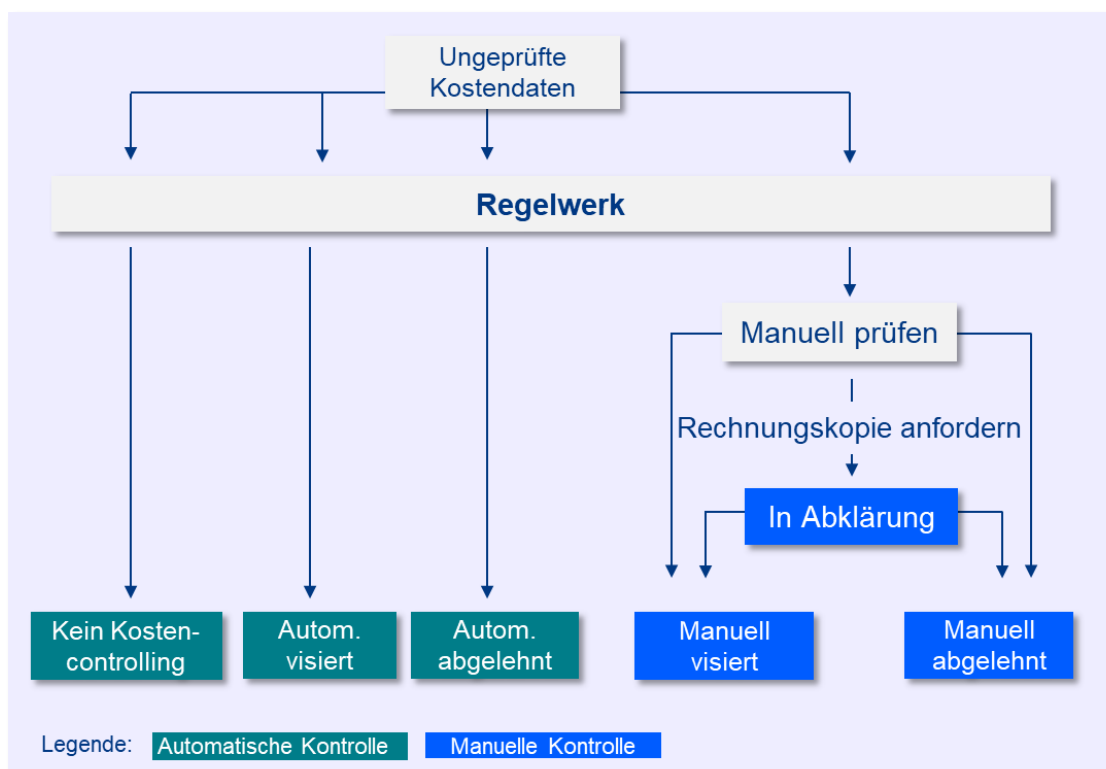 Ungeprüfte
Kostendaten
Regelwerk
Manuell prüfen
Rechnungskopie anfordern
In Abklärung
Kein Kosten-
controlling
Autom.
visiert
Autom.
abgelehnt
Manuell
visiert
Manuell
abgelehnt
Legende:
Automatische Kontrolle
Manuelle Kontrolle